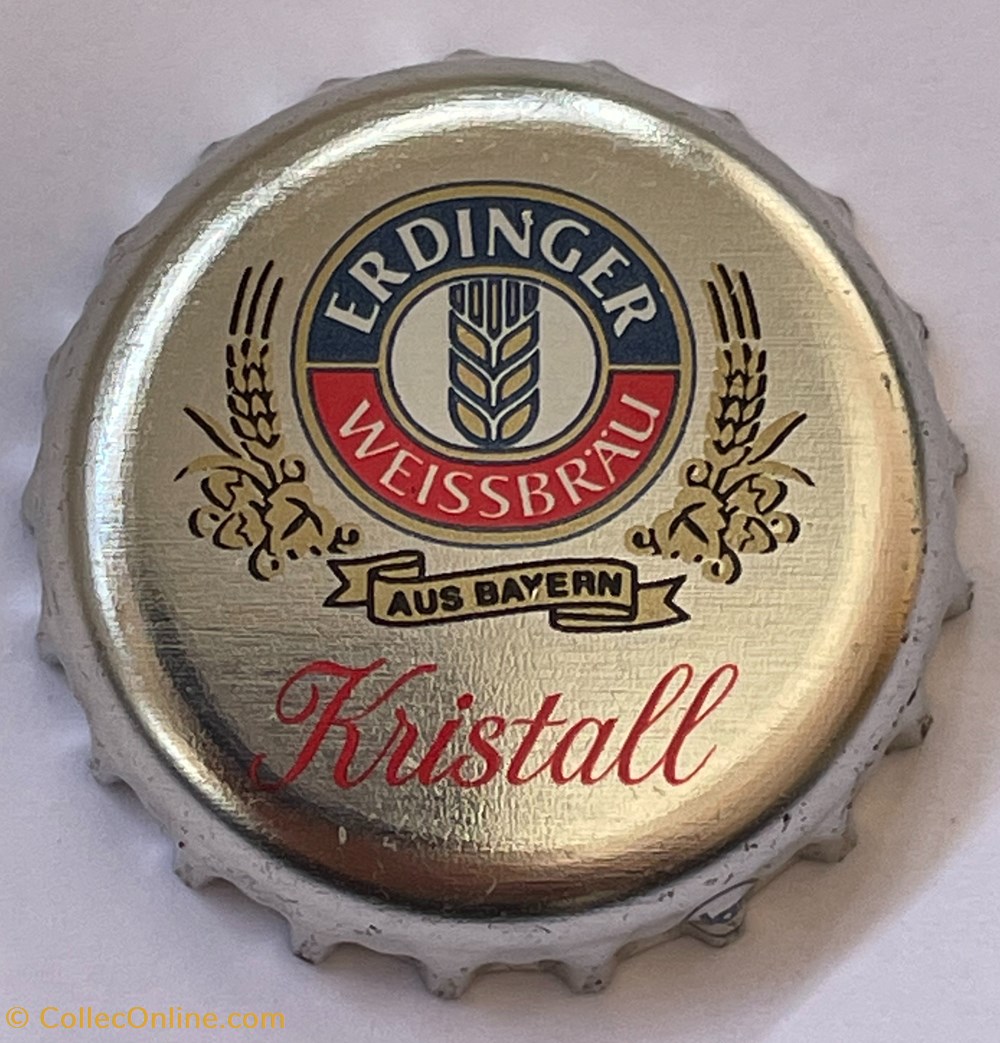 ERDINGER
WEISSBRÄU
AUS BAYERN
Kristall
© CollecOnline.com